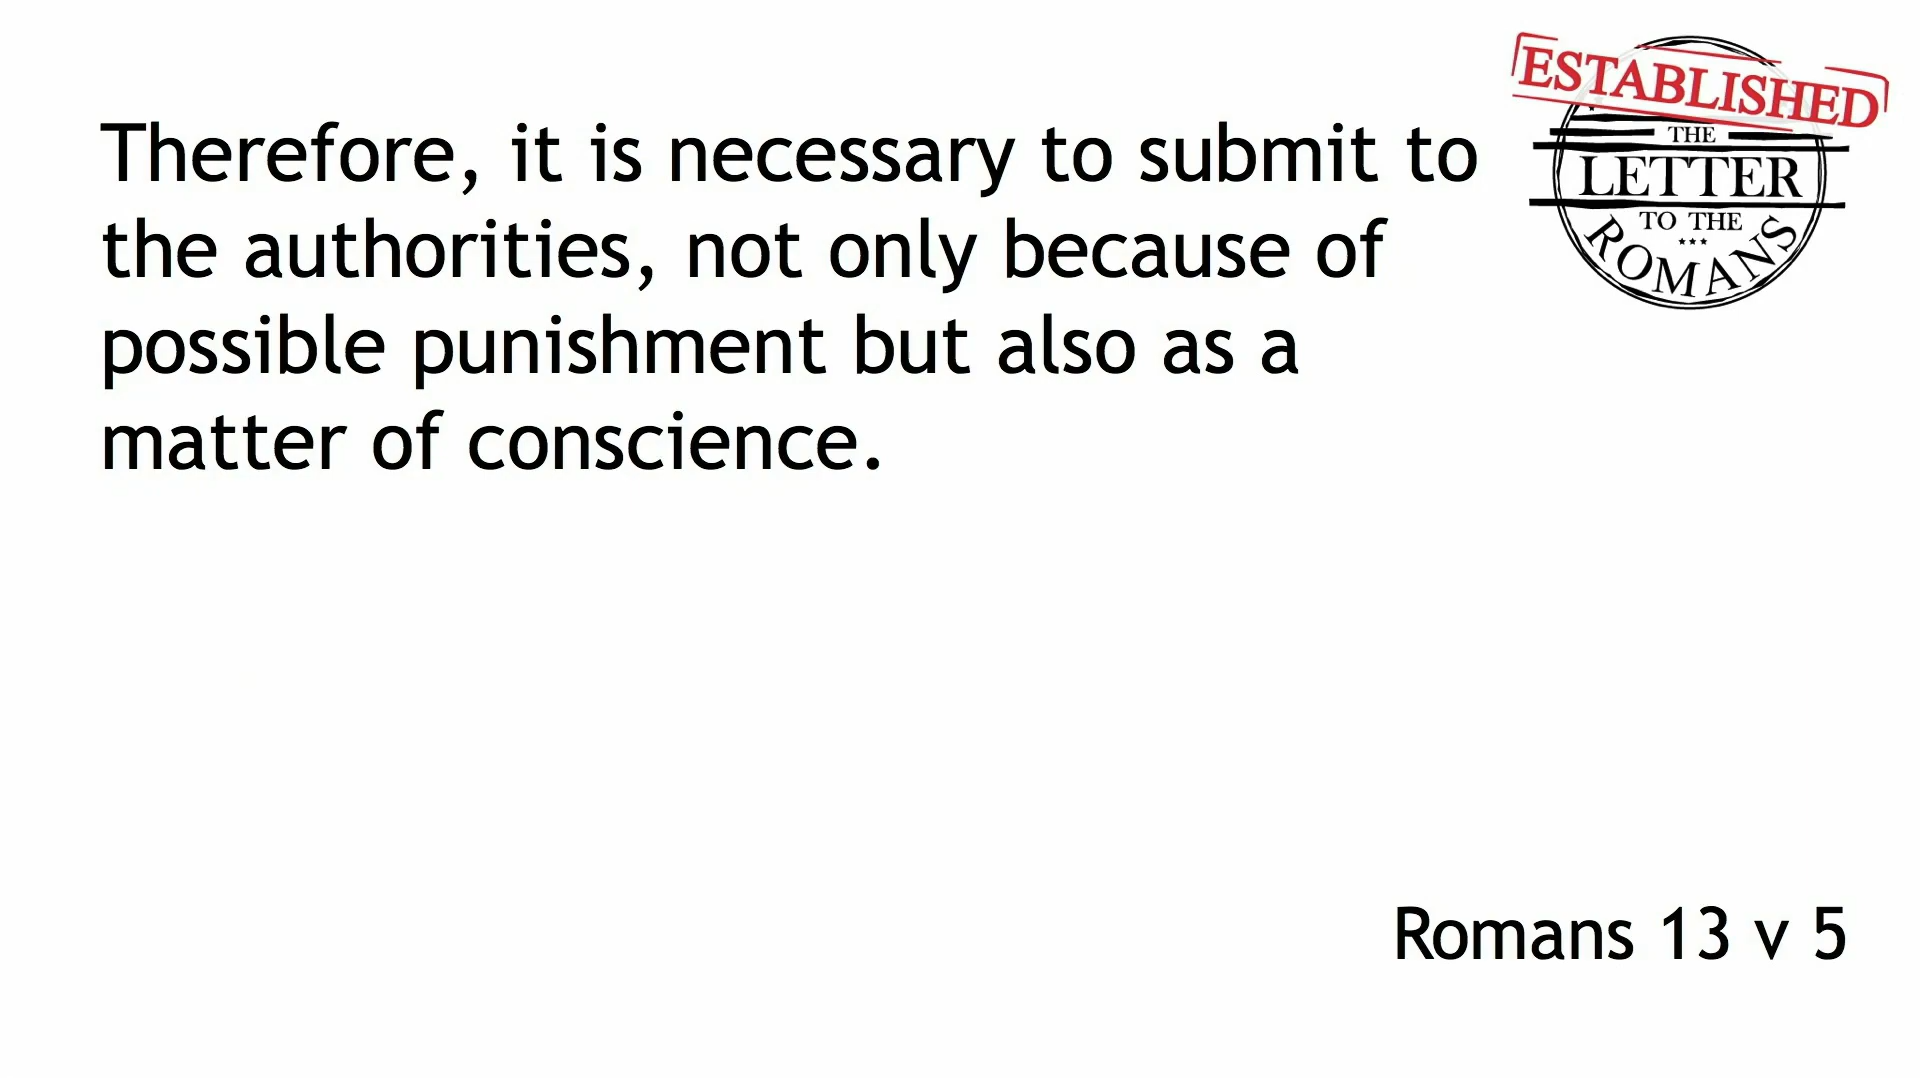 Therefore, it is necessary to submit to
the authorities, not only because of
possible punishment but also as a
matter of conscience.
ESTABLISHED
THE
LETTER
TO THE
ROMANS
Romans 13 v 5